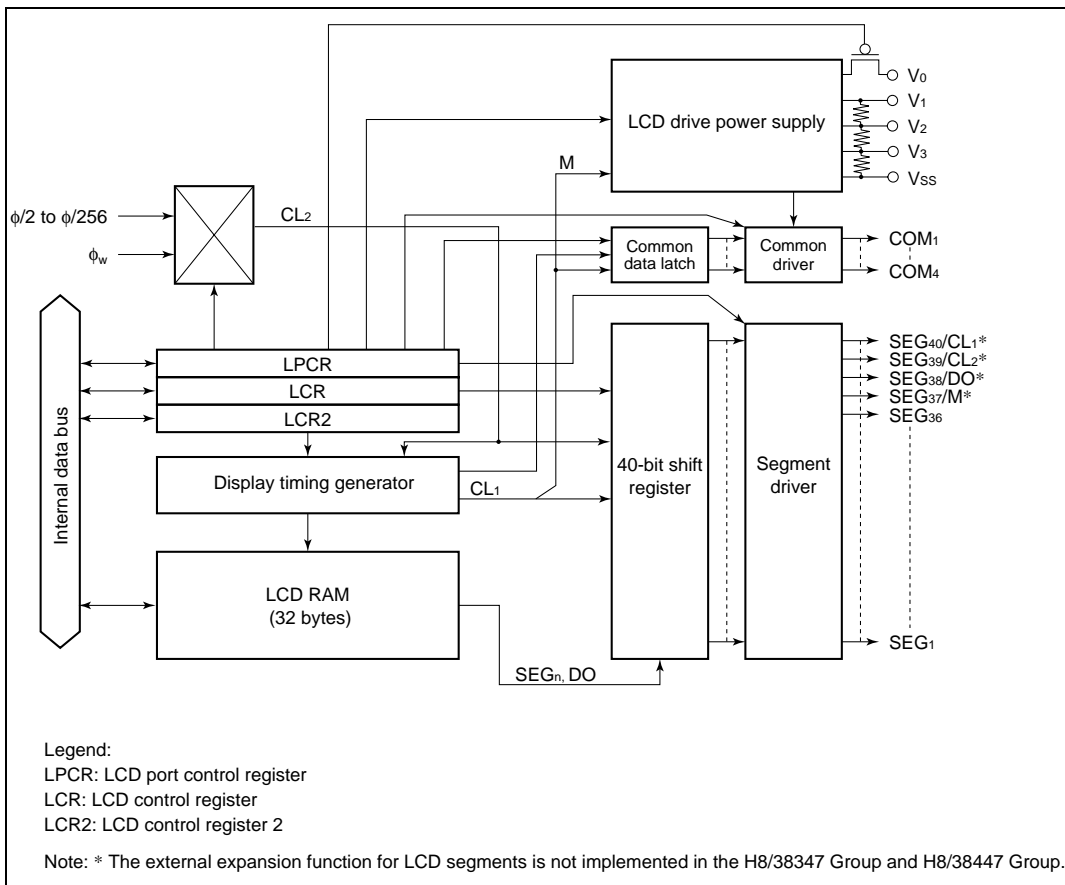 V0
V1
LCD drive power supply
V2
V3
M
VSS
ϕ/2 to ϕ/256
CL2
ϕw
Common
data latch
Common
driver
COM1
COM4
LPCR
LCR
LCR2
Internal data bus
Display timing generator
CL1
40-bit shift
register
Segment
driver
SEG40/CL1*
SEG39/CL2*
SEG38/DO*
SEG37/M*
SEG36
LCD RAM
(32 bytes)
SEG1
SEGn, DO
Legend:
LPCR: LCD port control register
LCR: LCD control register
LCR2: LCD control register 2
Note: * The external expansion function for LCD segments is not implemented in the H8/38347 Group and H8/38447 Group.